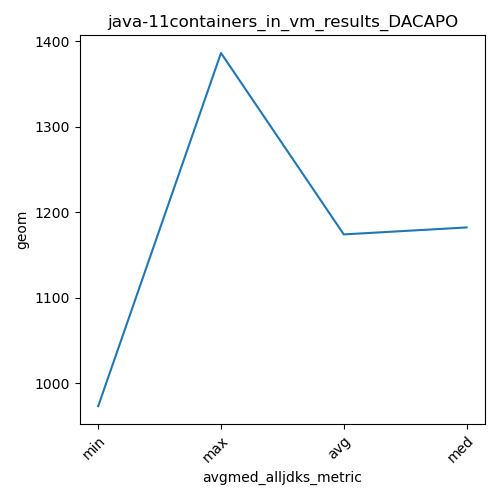 java-11containers_in_vm_results_DACAPO
geom
1400
1300
1200
1100
1000
min
max
avg
med
avgmed_alljdks_metric